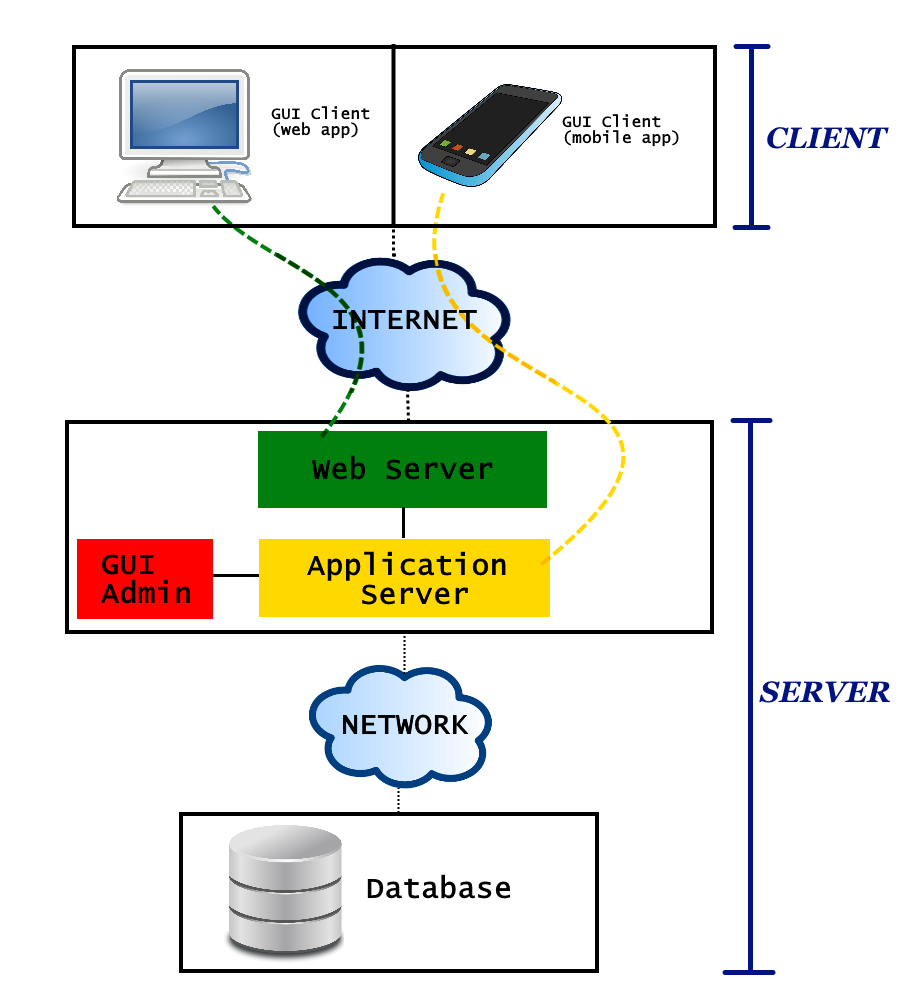 GUI Client
(web app)
GUI Client
(mobile app)
CLIENT
INTERNET
Web Server
GUI
Admin
Application
Server
SERVER
NETWORK
Database